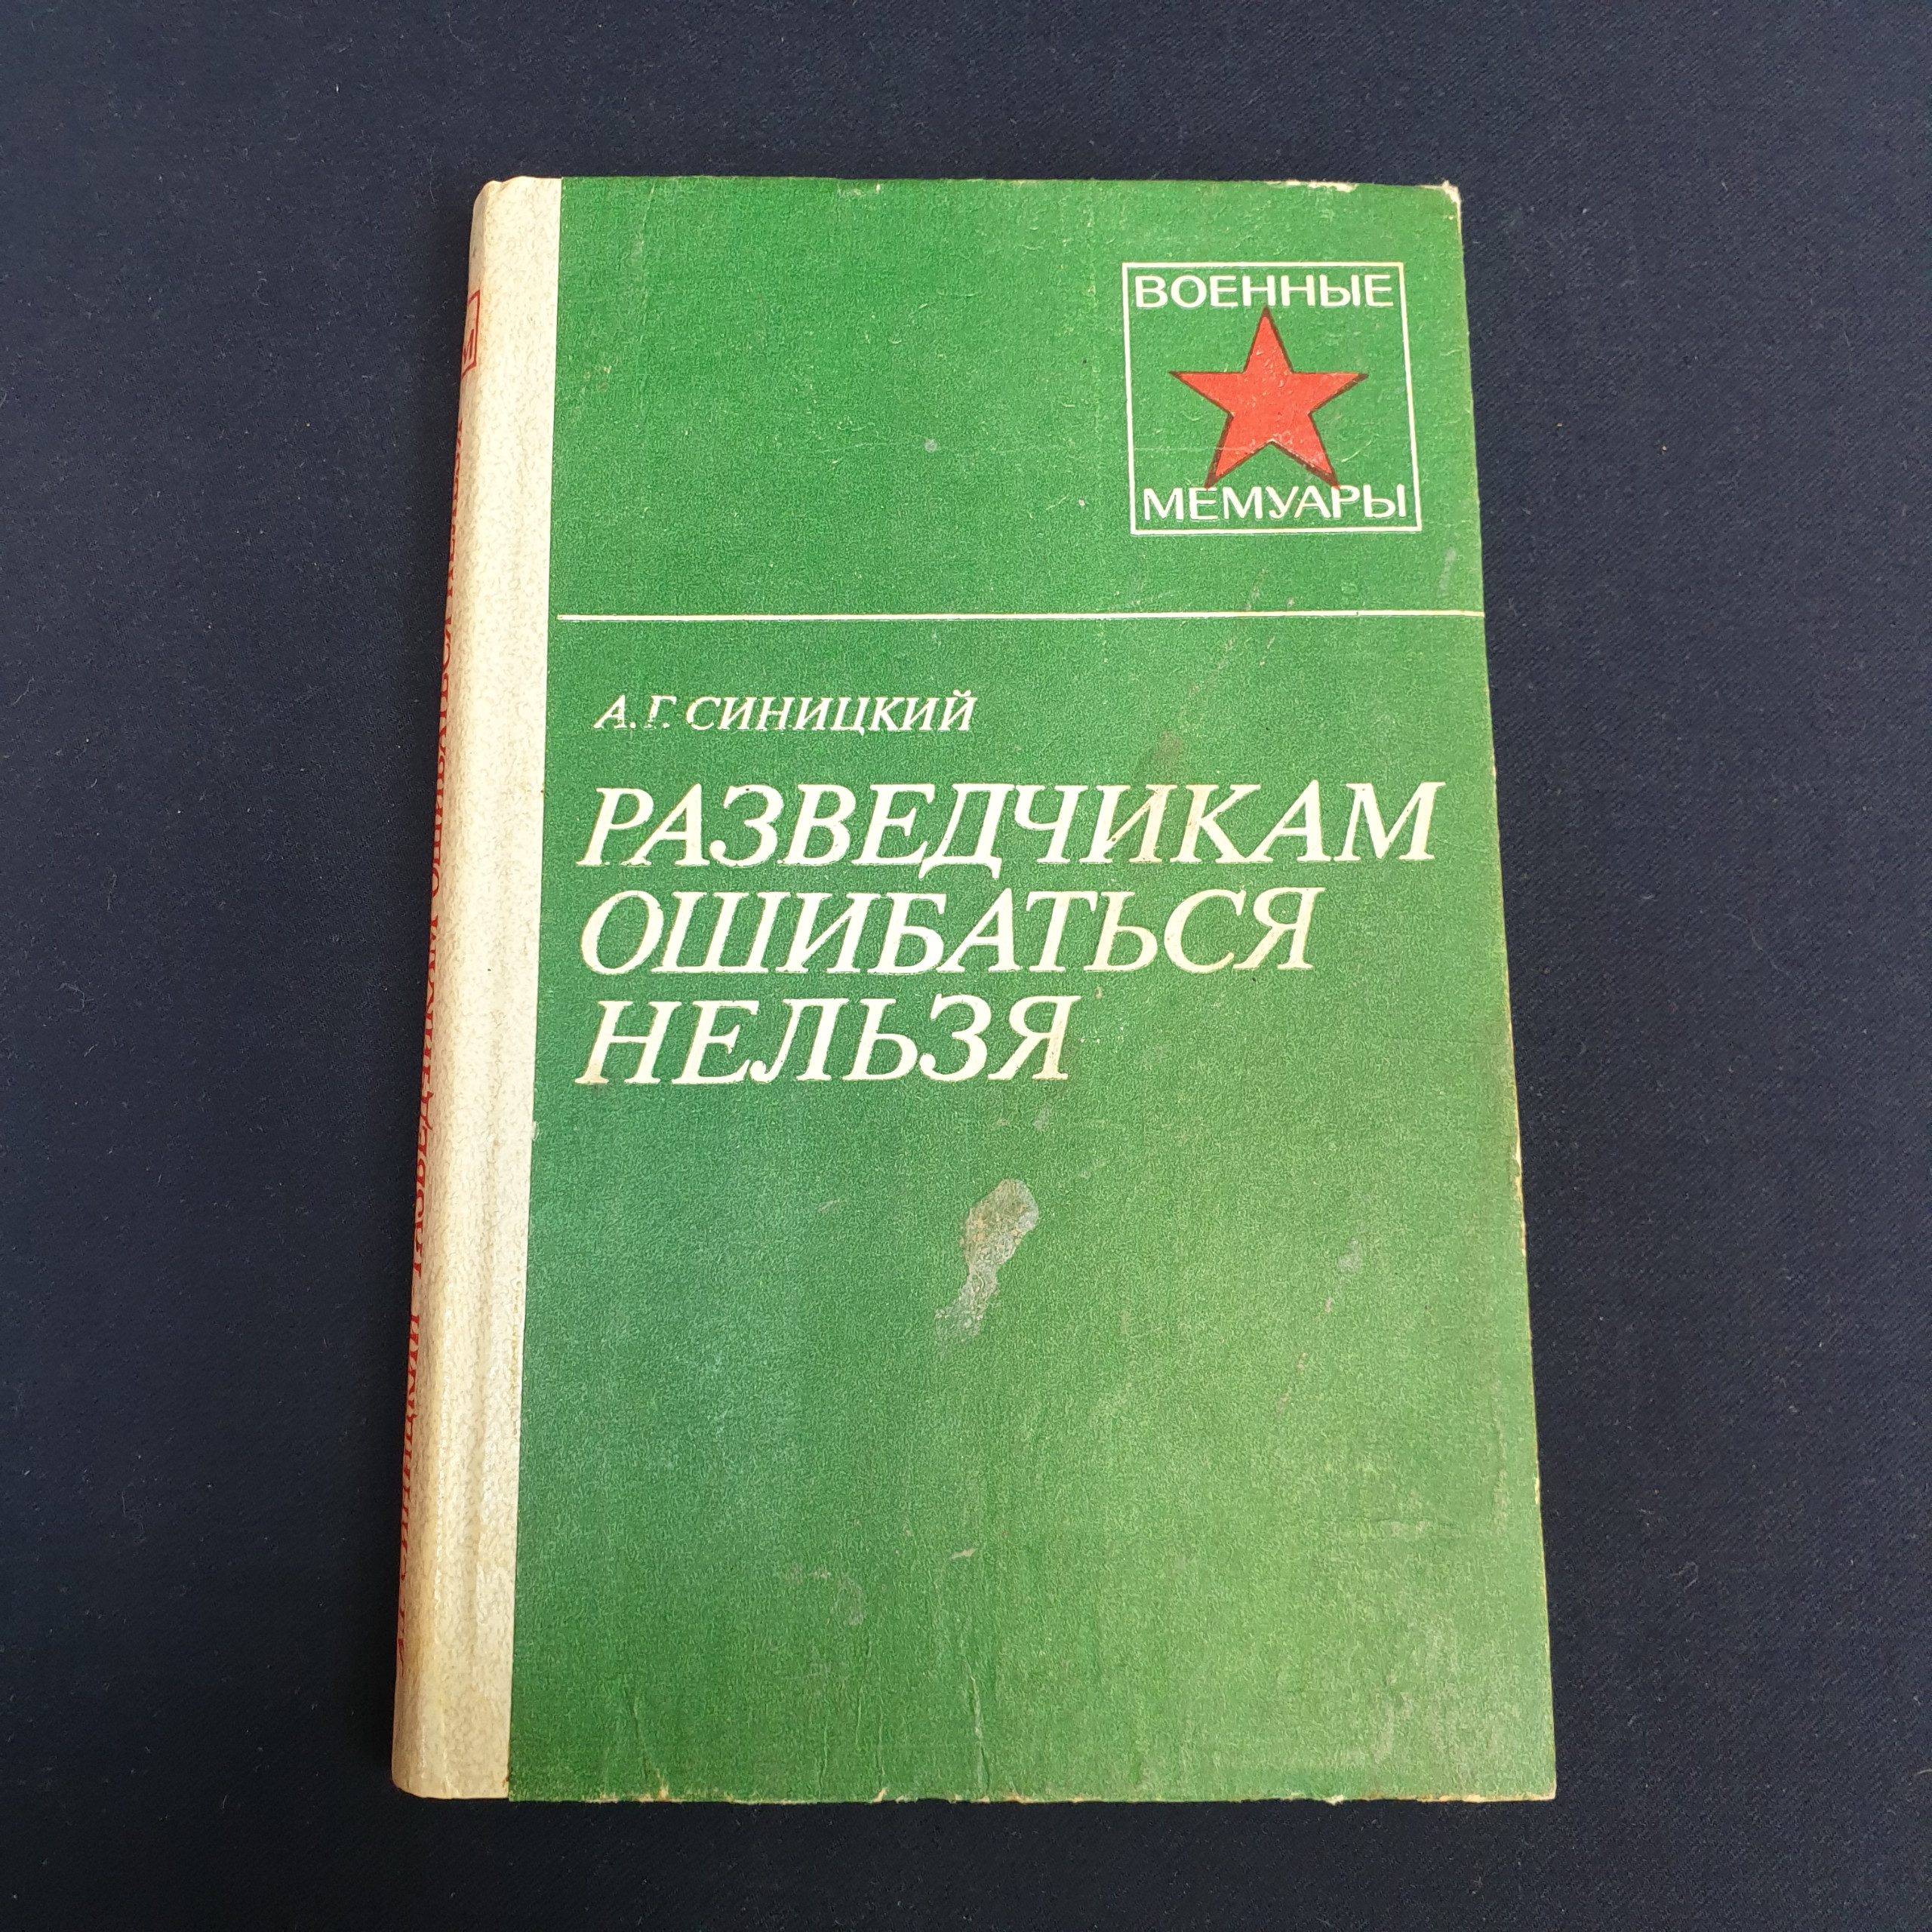 ВОЕННЫЕ
МЕМУАРЫ
А. Г. СИНИЦКИЙ
РАЗВЕДЧИКАМ
ОШИБАТЬСЯ
НЕЛЬЗЯ